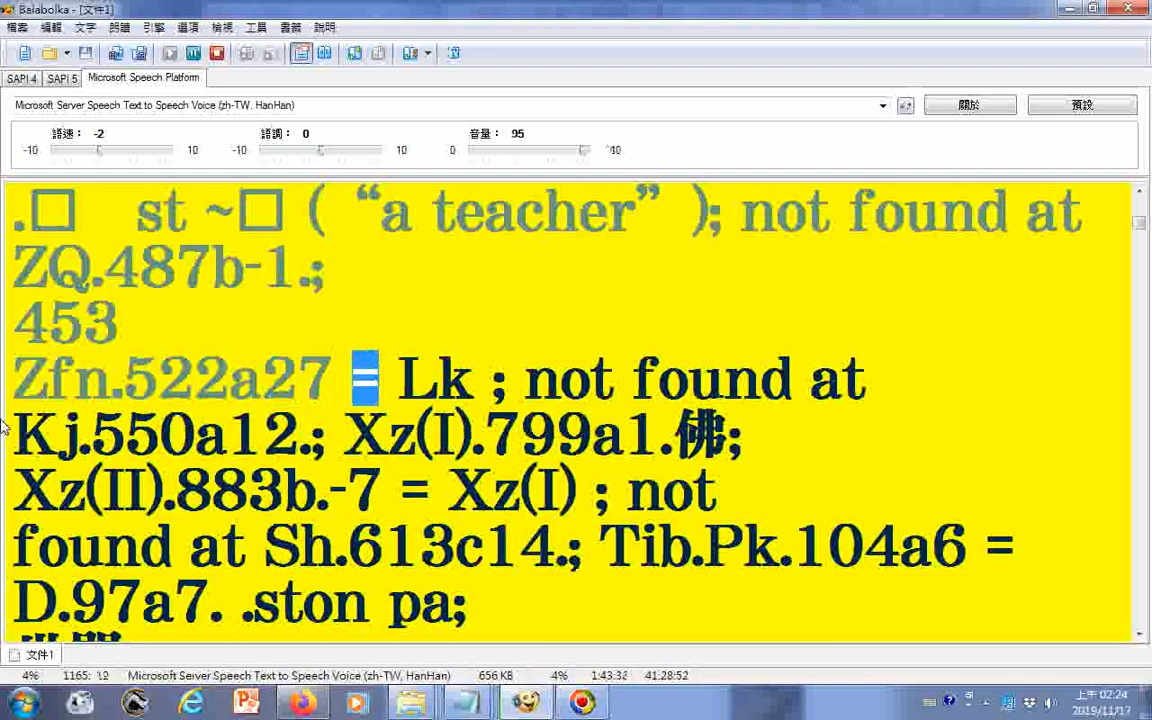 Balabolka - [文件1]
檔案 編輯 文字 朗讀 引擎 選項 檢視 工具 書籤 說明
SAPI 4 SAPI 5 Microsoft Speech Platform
Microsoft Server Speech Text to Speech Voice (zh-TW, HanHan)
關於 預設
語速： -2 語調： 0 音量： 95
-10 10 -10 10 0
.□ st ~□ ( “a teacher” ); not found at
ZQ.487b-1.;
453
Zfn.522a27 = Lk ; not found at
Kj.550a12.; Xz(I).799a1.佛;
Xz(II).883b.-7 = Xz(I) ; not
found at Sh.613c14.; Tib.Pk.104a6 =
D.97a7. .ston pa;
文件1
4% 1165: 12 Microsoft Server Speech Text to Speech Voice (zh-TW, HanHan) 656 KB 4% 41:28:52
上午 02:24
2019/11/17